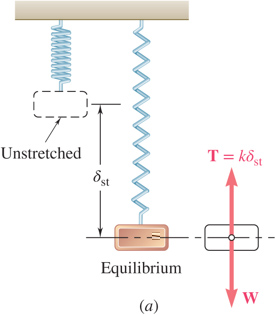 Unstretched
δst
T = kδst
Equilibrium
W
(a)